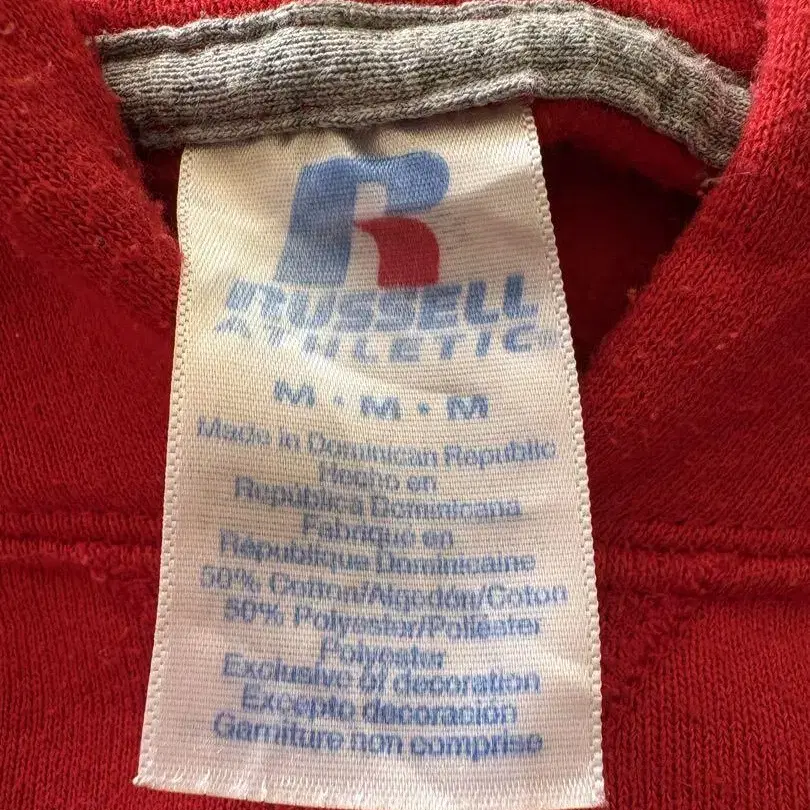 R
RUSSELL
ATHLETIC
M • M • M
Made in Dominican Republic
Hecho en
República Dominicana
Fabriqué en
République Dominicaine
50% Cotton/Algodón/Coton
50% Polyester/Poliéster
Polyester
Exclusive of decoration
Excepto decoración
Garniture non comprise